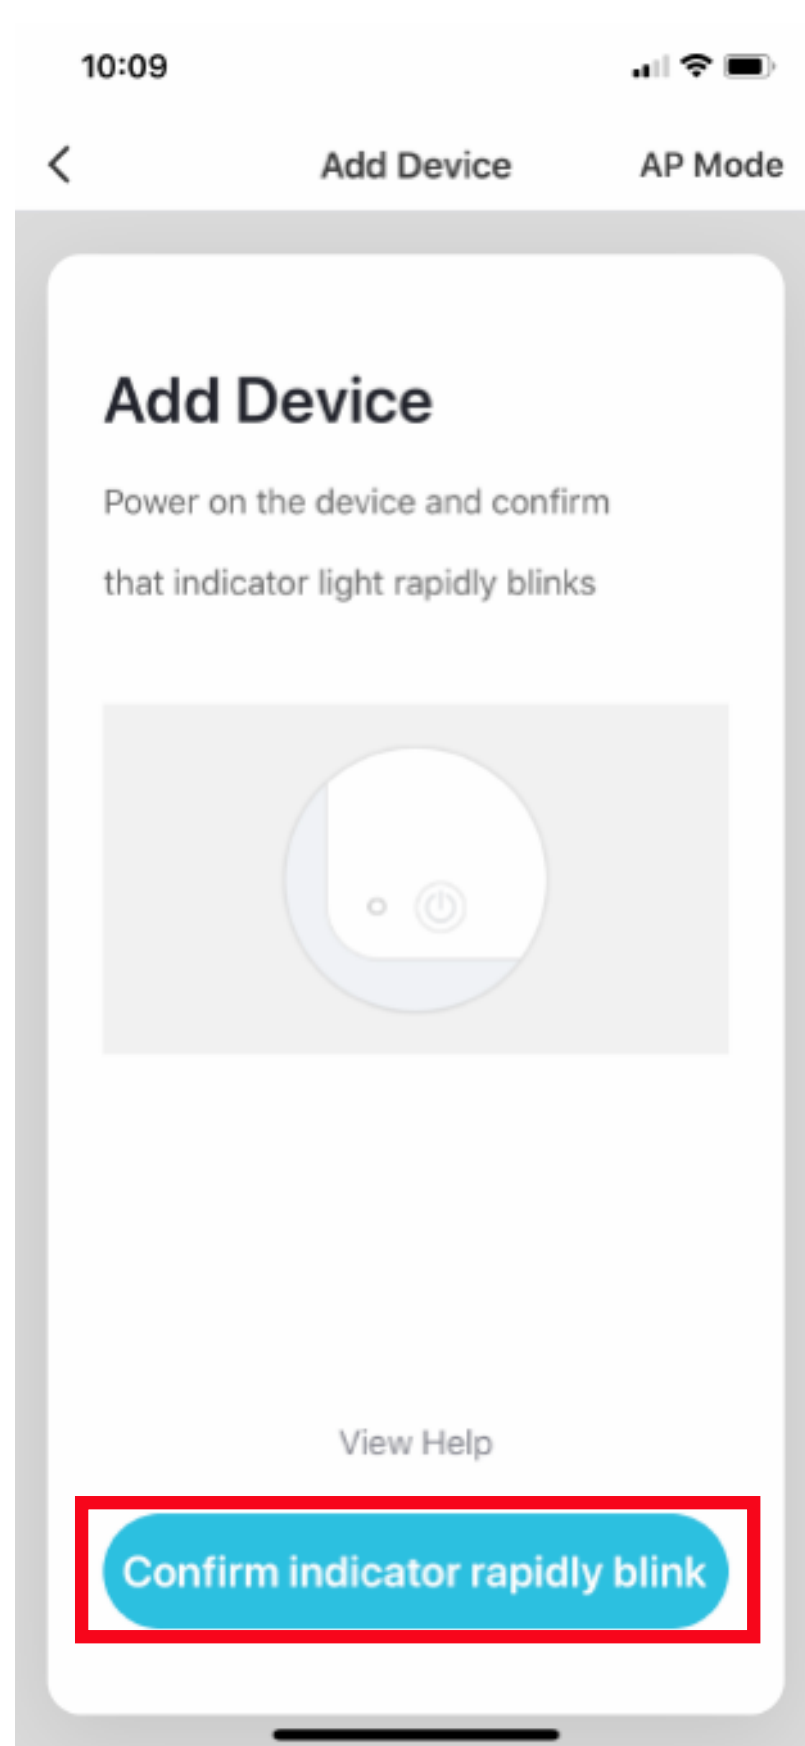 10:09
Add Device
AP Mode
Add Device
Power on the device and confirm
that indicator light rapidly blinks
View Help
Confirm indicator rapidly blink